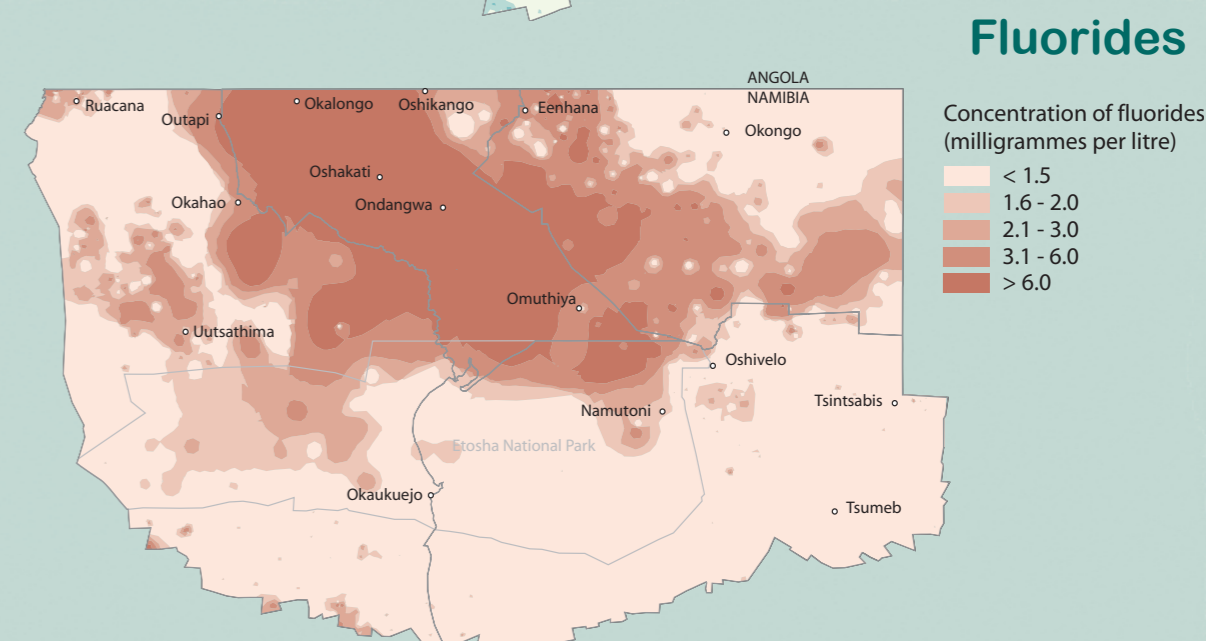 Fluorides
ANGOLA
NAMIBIA
Concentration of fluorides
(milligrammes per litre)
< 1.5
1.6 - 2.0
2.1 - 3.0
3.1 - 6.0
> 6.0
Ruacana
Outapi
Okalongo
Oshikango
Eenhana
Okongo
Oshakati
Okahao
Ondangwa
Omuthiya
Uutsathima
Oshivelo
Tsintsabis
Namutoni
Etosha National Park
Okaukuejo
Tsumeb